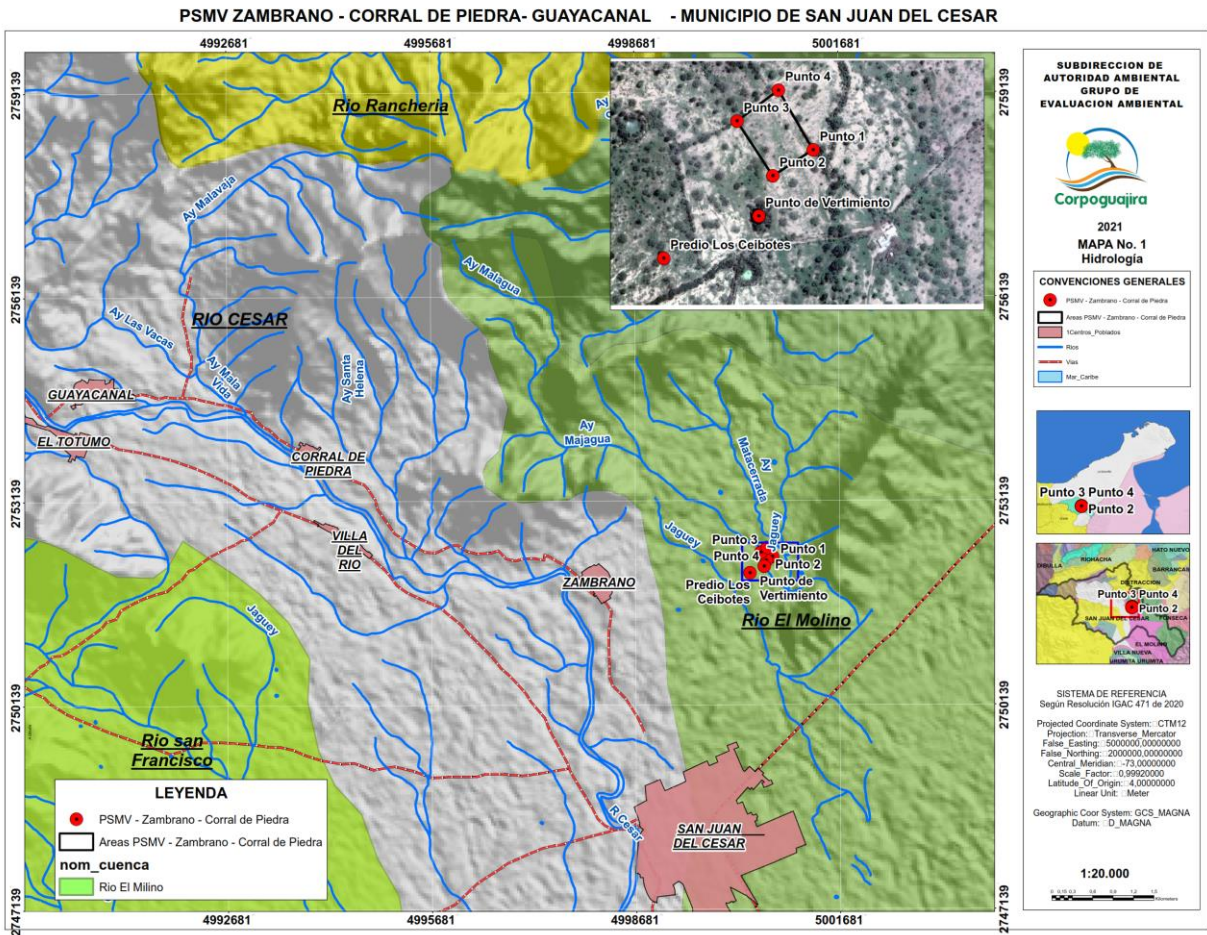 PSMV ZAMBRANO - CORRAL DE PIEDRA- GUAYACANAL - MUNICIPIO DE SAN JUAN DEL CESAR
4992681
4995681
4998681
5001681
2759139
2756139
2753139
2750139
2747139
2759139
2756139
2753139
2750139
2747139
Rio Rancheria
Ay Malavaja
Ay Malagua
RIO CESAR
Ay Las Vacas
Ay Mala
Vida
Ay Santa
Helena
GUAYACANAL
EL TOTUMO
CORRAL DE
PIEDRA
Ay
Majagua
Ay
Matacerrada
VILLA
DEL
RIO
Jaguey
Jaguey
Punto 3
Punto 1
Punto 4
Punto 2
Predio Los
Ceibotes
Punto de
Vertimiento
ZAMBRANO
Rio El Molino
Jaguey
Rio san
Francisco
R Cesar
SAN JUAN
DEL CESAR
Punto 4
Punto 3
Punto 1
Punto 2
Punto de Vertimiento
Predio Los Ceibotes
LEYENDA
PSMV - Zambrano - Corral de Piedra
Areas PSMV - Zambrano - Corral de Piedra
nom_cuenca
Rio El Milino
4992681
4995681
4998681
5001681
SUBDIRECCION DE
AUTORIDAD AMBIENTAL
GRUPO DE
EVALUACION AMBIENTAL
Corpoguajira
2021
MAPA No. 1
Hidrología
CONVENCIONES GENERALES
PSMV - Zambrano - Corral de Piedra
Areas PSMV - Zambrano - Corral de Piedra
1Centros_Poblados
Rios
Vias
Mar_Caribe
Punto 3 Punto 4
Punto 2
DIBULLA
RIOHACHA
HATO NUEVO
BARRANCAS
Punto 3 Punto 4
Punto 2
SAN JUAN DEL CESAR
FONSECA
EL MOLINO
VILLA NUEVA
URUMITA URUMITA
SISTEMA DE REFERENCIA
Según Resolución IGAC 471 de 2020
Projected Coordinate System: CTM12
Projection: Transverse_Mercator
False_Easting: 5000000,00000000
False_Northing: 2000000,00000000
Central_Meridian: -73,00000000
Scale_Factor: 0,99920000
Latitude_Of_Origin: 4,00000000
Linear Unit: Meter
Geographic Coor System: GCS_MAGNA
Datum: D_MAGNA
1:20.000